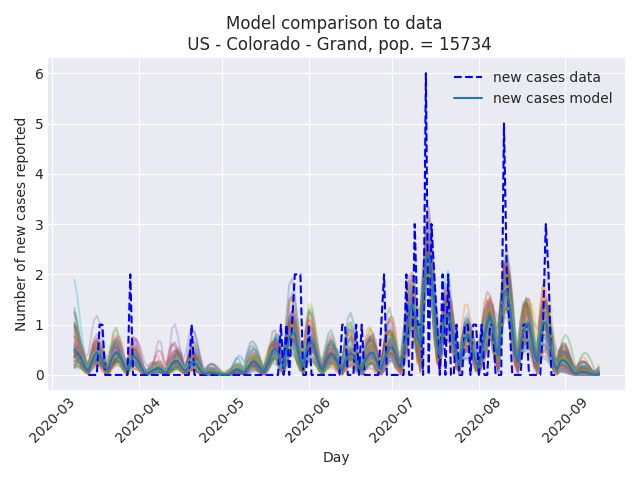 Model comparison to data
US - Colorado - Grand, pop. = 15734
new cases data
new cases model
Number of new cases reported
6
5
4
3
2
1
0
2020-03
2020-04
2020-05
2020-06
2020-07
2020-08
2020-09
Day